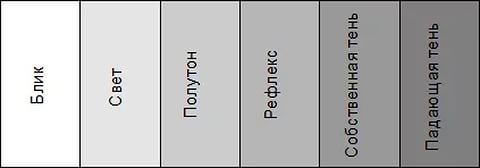 Блик
Свет
Полутон
Рефлекс
Собственная тень
Падающая тень